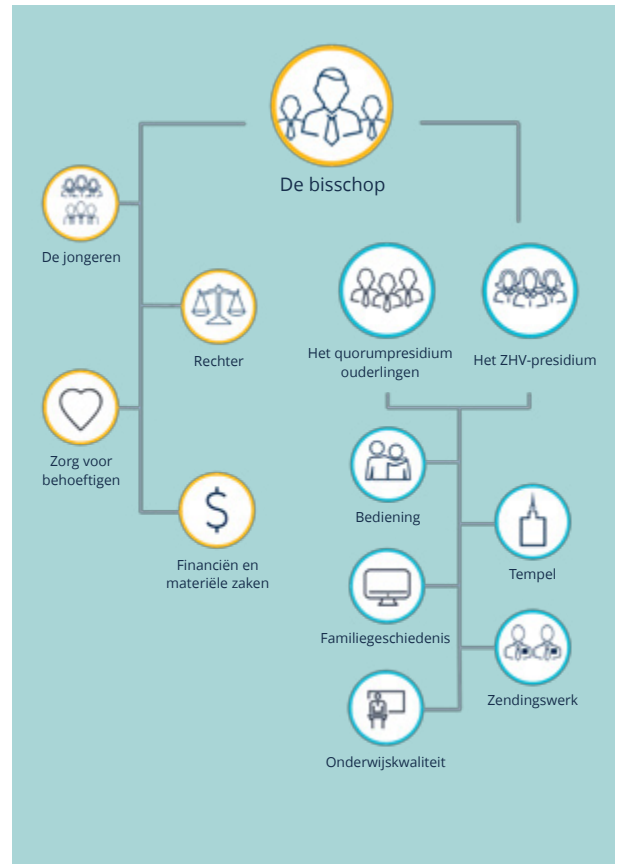 De bisschop
De jongeren
Rechter
Zorg voor
behoeftigen
$
Financiën en
materiële zaken
Het quorumpresidium
ouderlingen
Het ZHV-presidium
Bediening
Tempel
Familiegeschiedenis
Zendingswerk
Onderwijskwaliteit